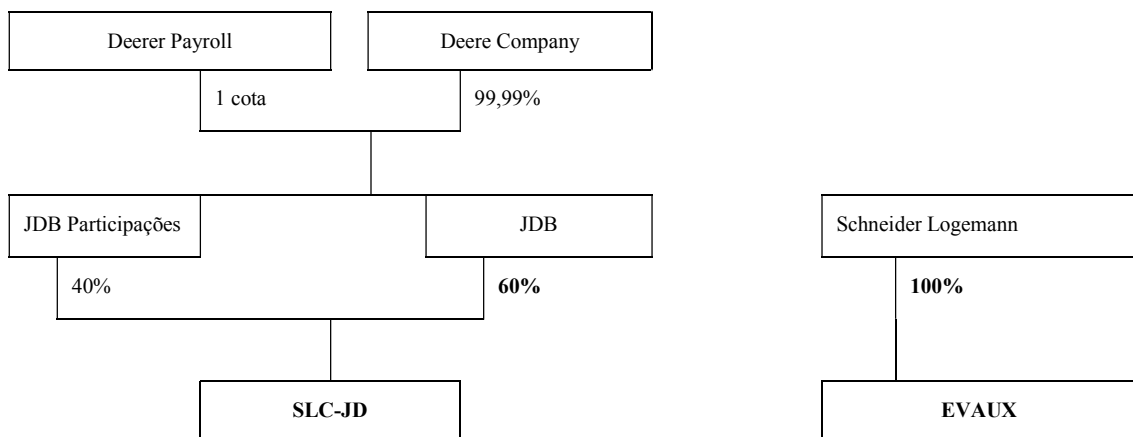 Deerer Payroll
Deere Company
1 cota
99,99%
JDB Participações
JDB
Schneider Logemann
40%
60%
100%
SLC-JD
EVAUX